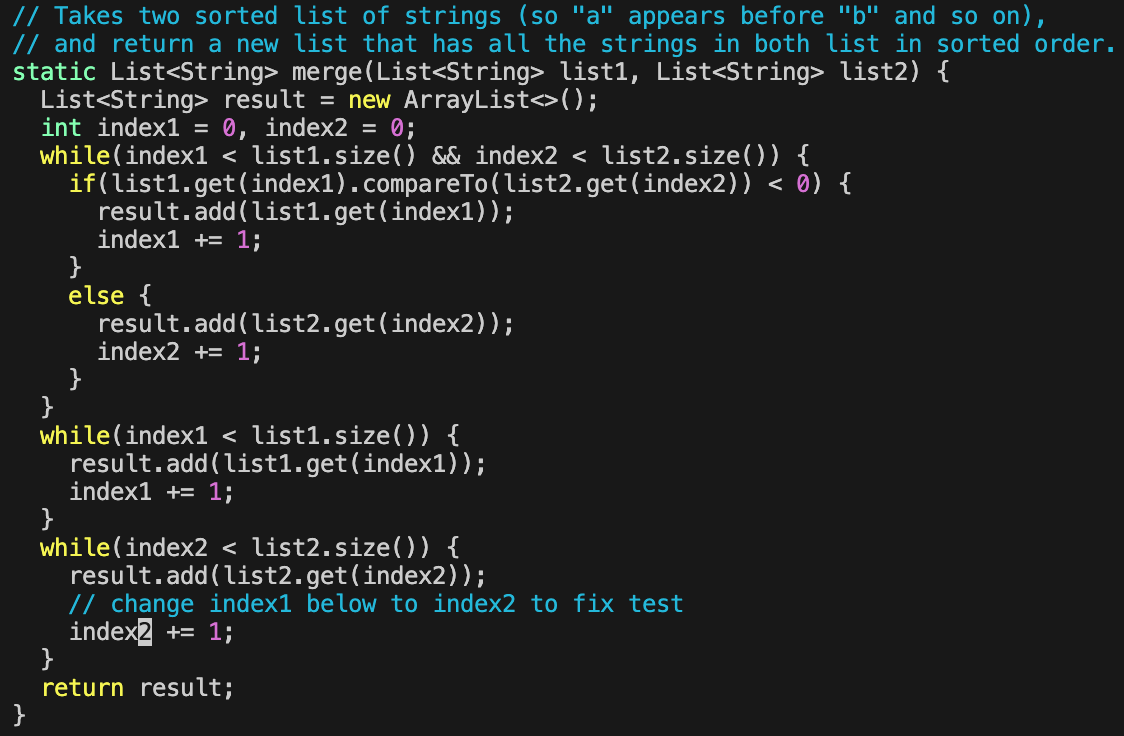 // Takes two sorted list of strings (so "a" appears before "b" and so on),
// and return a new list that has all the strings in both list in sorted order.
static List<String> merge(List<String> list1, List<String> list2) {
  List<String> result = new ArrayList<>();
  int index1 = 0, index2 = 0;
  while(index1 < list1.size() && index2 < list2.size()) {
    if(list1.get(index1).compareTo(list2.get(index2)) < 0) {
      result.add(list1.get(index1));
      index1 += 1;
    }
    else {
      result.add(list2.get(index2));
      index2 += 1;
    }
  }
  while(index1 < list1.size()) {
    result.add(list1.get(index1));
    index1 += 1;
  }
  while(index2 < list2.size()) {
    result.add(list2.get(index2));
    // change index1 below to index2 to fix test
    index2 += 1;
  }
  return result;
}